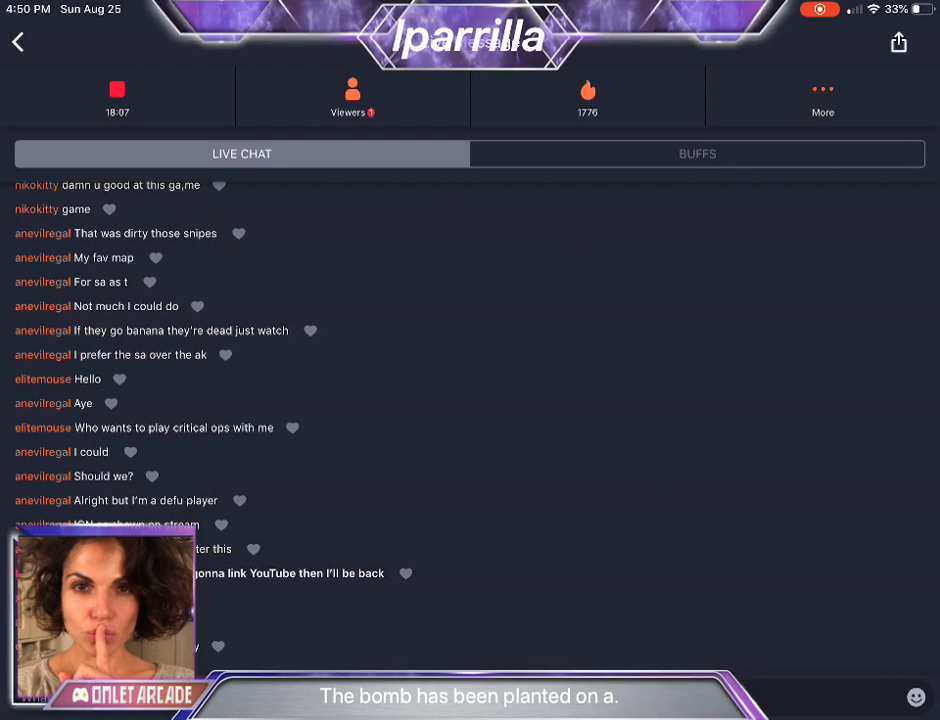 4:50 PM Sun Aug 25
33%
lparrilla
18:07
Viewers 1
1776
More
LIVE CHAT
BUFFS
nikokitty damn u good at this ga,me
nikokitty game
anevilregal That was dirty those snipes
anevilregal My fav map
anevilregal For sa as t
anevilregal Not much I could do
anevilregal If they go banana they're dead just watch
anevilregal I prefer the sa over the ak
elitemouse Hello
anevilregal Aye
elitemouse Who wants to play critical ops with me
anevilregal I could
anevilregal Should we?
anevilregal Alright but I'm a defu player
anevilregal IGN as shown on stream
ter this
gonna link YouTube then I'll be back
OMLET ARCADE
The bomb has been planted on a.